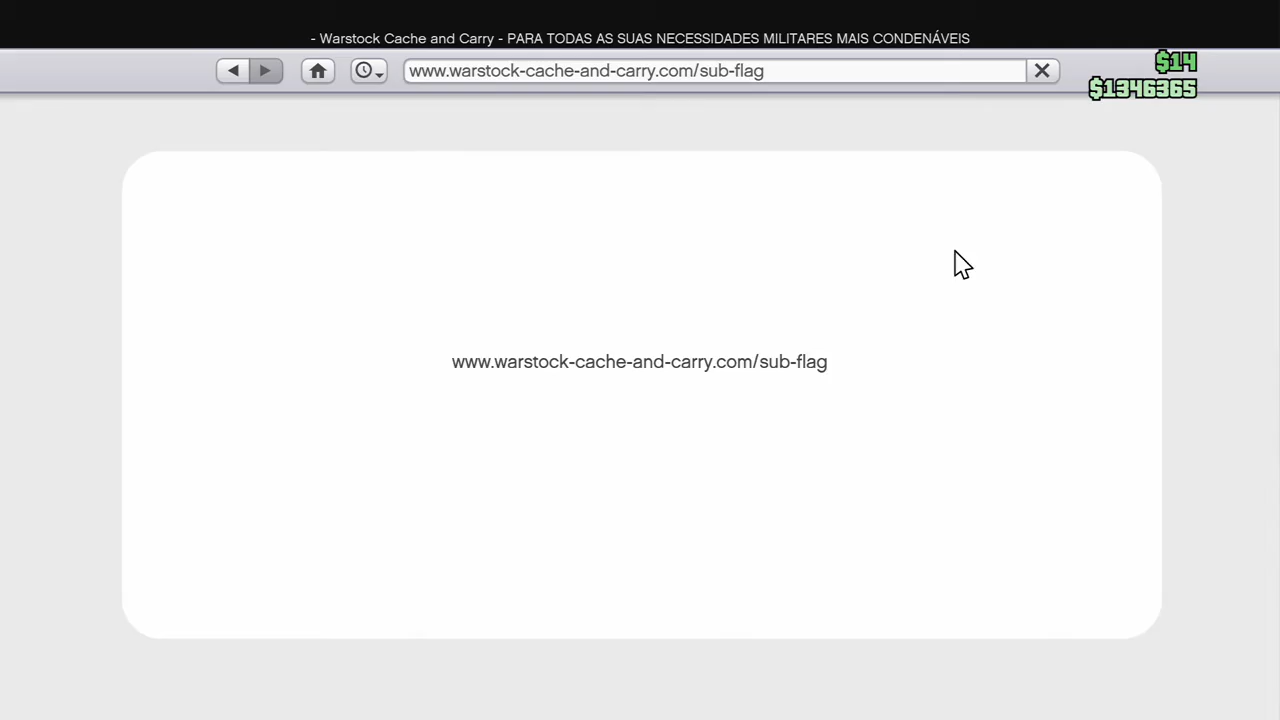 - Warstock Cache and Carry - PARA TODAS AS SUAS NECESSIDADES MILITARES MAIS CONDENÁVEIS
www.warstock-cache-and-carry.com/sub-flag
$14
$1346365
www.warstock-cache-and-carry.com/sub-flag